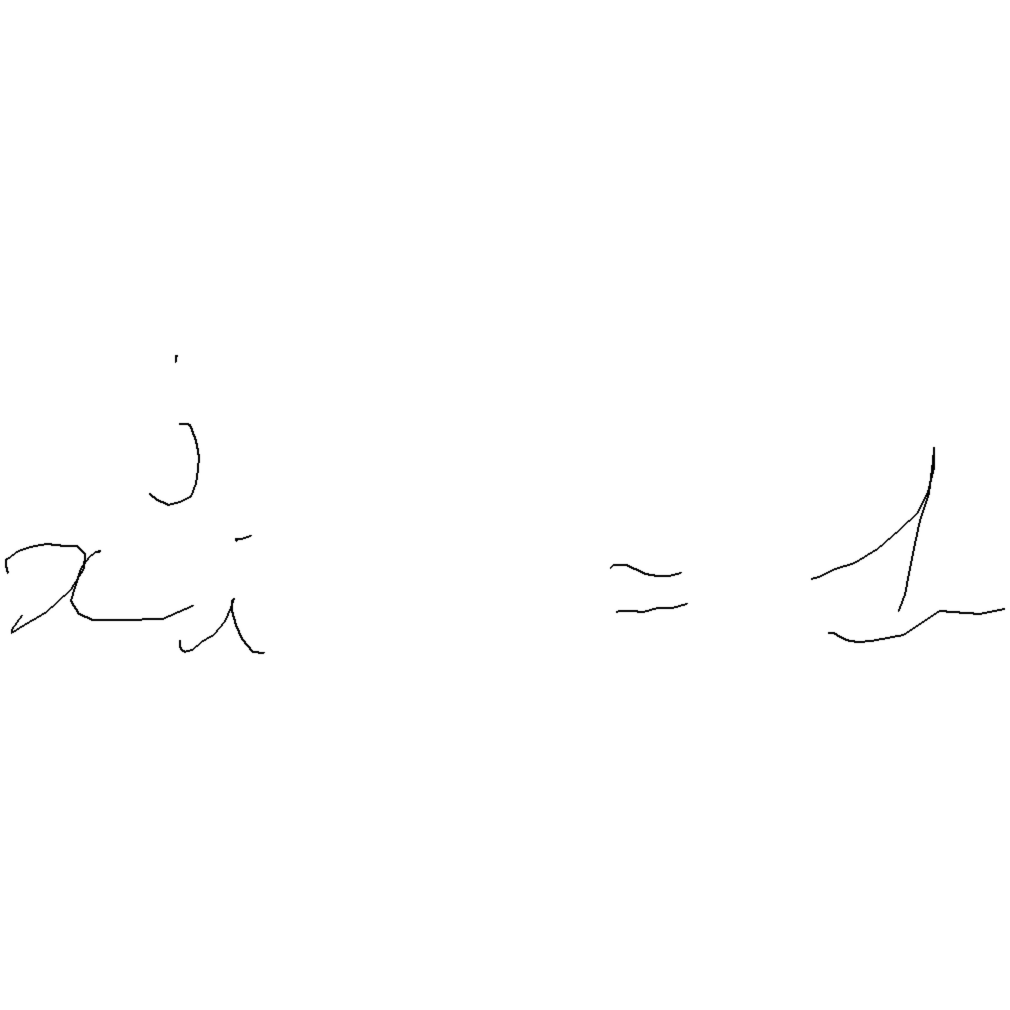 x_i^j = 1